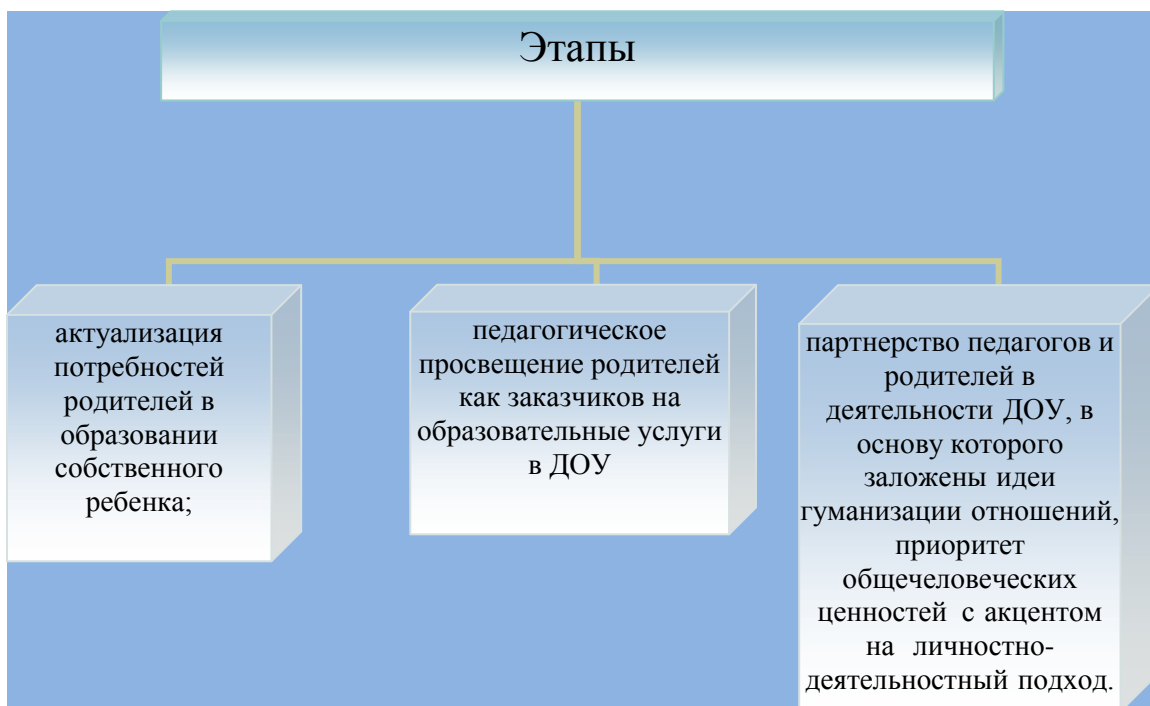 Этапы
актуализация
потребностей
родителей в
образовании
собственного
ребенка;
педагогическое
просвещение родителей
как заказчиков на
образовательные услуги
в ДОУ
партнерство педагогов и
родителей в
деятельности ДОУ, в
основу которого
заложены идеи
гуманизации отношений,
приоритет
общечеловеческих
ценностей с акцентом
на личностно-
деятельностный подход.